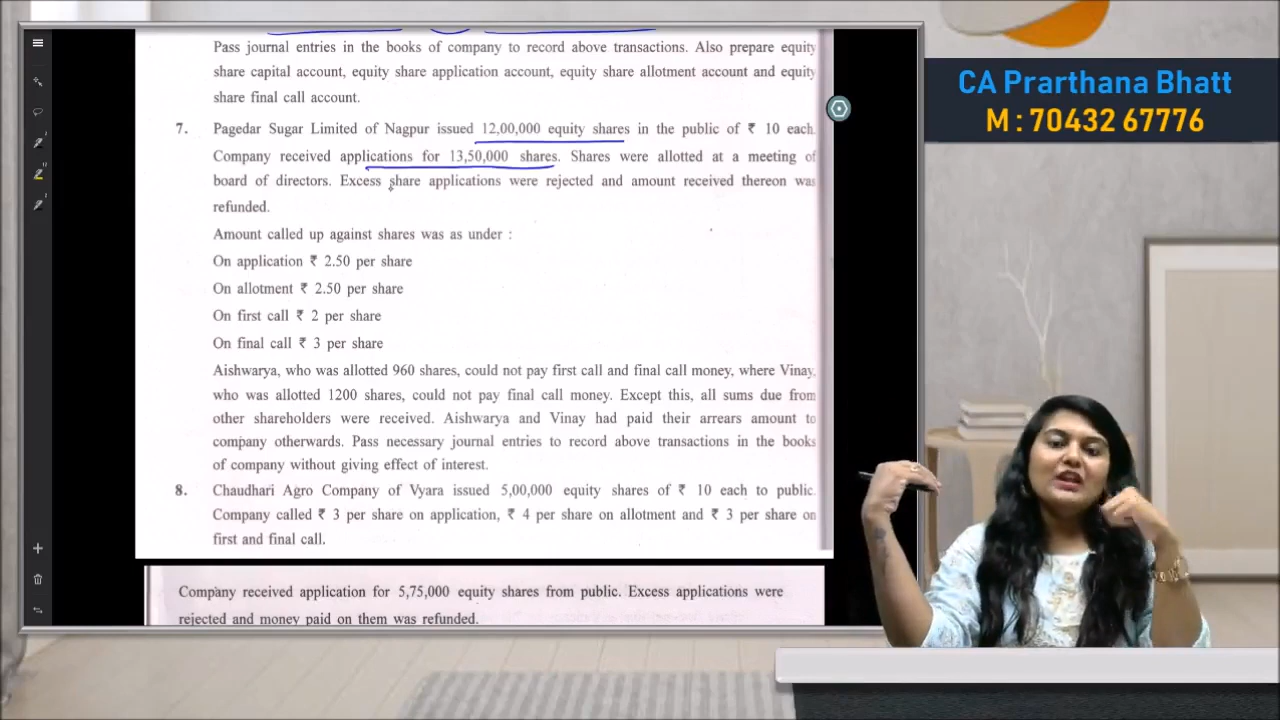 Pass journal entries in the books of company to record above transactions. Also prepare equity
share capital account, equity share application account, equity share allotment account and equity
share final call account.
7. Pagedar Sugar Limited of Nagpur issued 12,00,000 equity shares in the public of ₹ 10 each.
Company received applications for 13,50,000 shares. Shares were allotted at a meeting of
board of directors. Excess share applications were rejected and amount received thereon was
refunded.
Amount called up against shares was as under :
On application ₹ 2.50 per share
On allotment ₹ 2.50 per share
On first call ₹ 2 per share
On final call ₹ 3 per share
Aishwarya, who was allotted 960 shares, could not pay first call and final call money, where Vinay,
who was allotted 1200 shares, could not pay final call money. Except this, all sums due from
other shareholders were received. Aishwarya and Vinay had paid their arrears amount to
company otherwards. Pass necessary journal entries to record above transactions in the books
of company without giving effect of interest.
8. Chaudhari Agro Company of Vyara issued 5,00,000 equity shares of ₹ 10 each to public.
Company called ₹ 3 per share on application, ₹ 4 per share on allotment and ₹ 3 per share on
first and final call.
Company received application for 5,75,000 equity shares from public. Excess applications were
rejected and money paid on them was refunded.
CA Prarthana Bhatt
M : 70432 67776